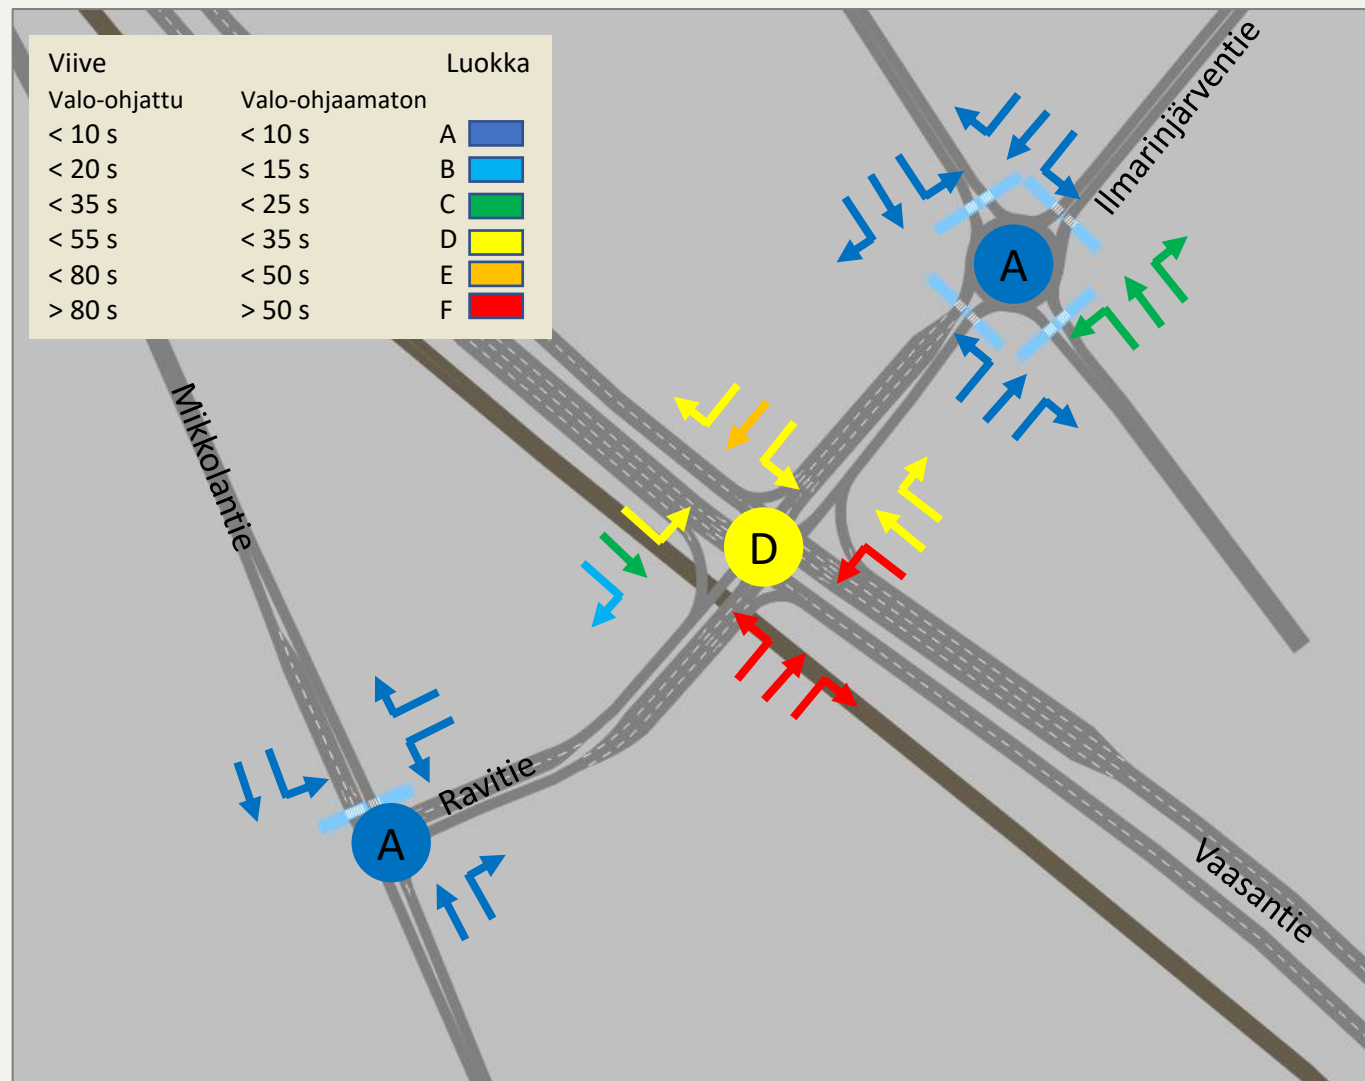 Viive Luokka
Valo-ohjattu Valo-ohjaamaton
< 10 s < 10 s A
< 20 s < 15 s B
< 35 s < 25 s C
< 55 s < 35 s D
< 80 s < 50 s E
> 80 s > 50 s F
Ilmarinjärventie
A
Mikkolantie
D
Ravitie
A
Vaasantie